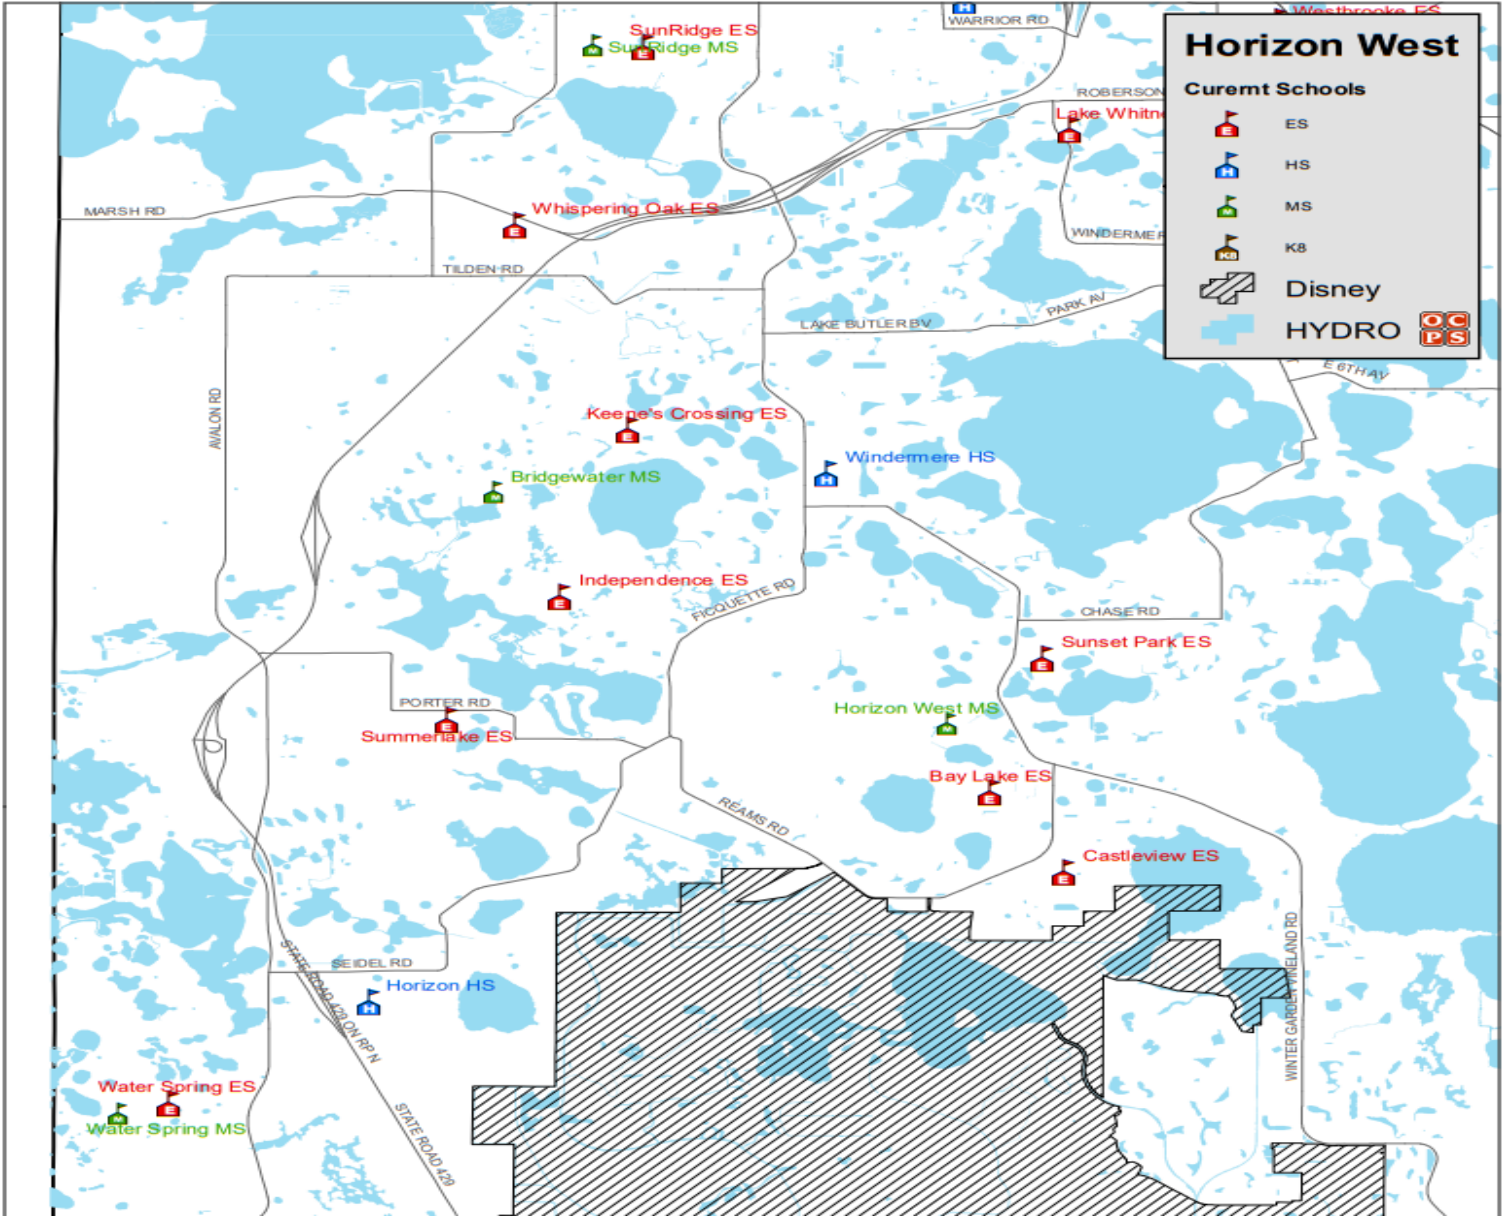 WARRIOR RD
Westbrooke ES
SunRidge ES
SunRidge MS
Horizon West
Curernt Schools
E ES
H HS
M MS
K8 K8
Disney
HYDRO
OC
PS
ROBERSON
Lake Whitne
MARSH RD
Whispering Oak ES
WINDERMER
TILDEN RD
PARK AV
LAKE BUTLER BV
E 6TH AV
AVALON RD
Keene's Crossing ES
Windermere HS
Bridgewater MS
Independence ES
FICQUETTE RD
CHASE RD
Sunset Park ES
PORTER RD
Horizon West MS
Summerlake ES
Bay Lake ES
REAMS RD
Castleview ES
WINTER GARDEN VINELAND RD
SEIDEL RD
STATE ROAD 429 ON RP N
Horizon HS
Water Spring ES
Water Spring MS
STATE ROAD 429